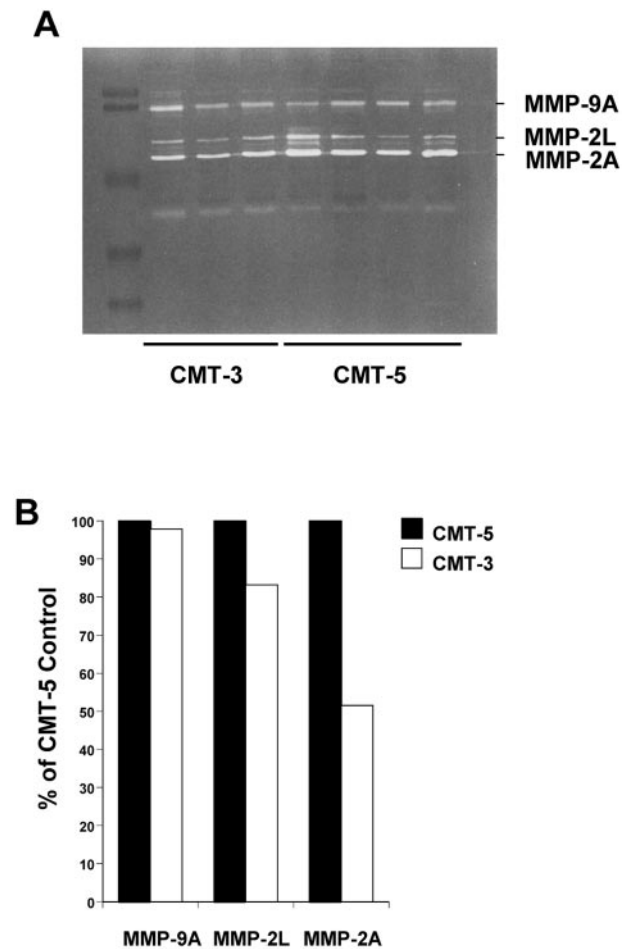 A
MMP-9A
MMP-2L
MMP-2A
CMT-3 CMT-5
B
CMT-5
CMT-3
% of CMT-5 Control
100
90
80
70
60
50
40
30
20
10
0
MMP-9A MMP-2L MMP-2A